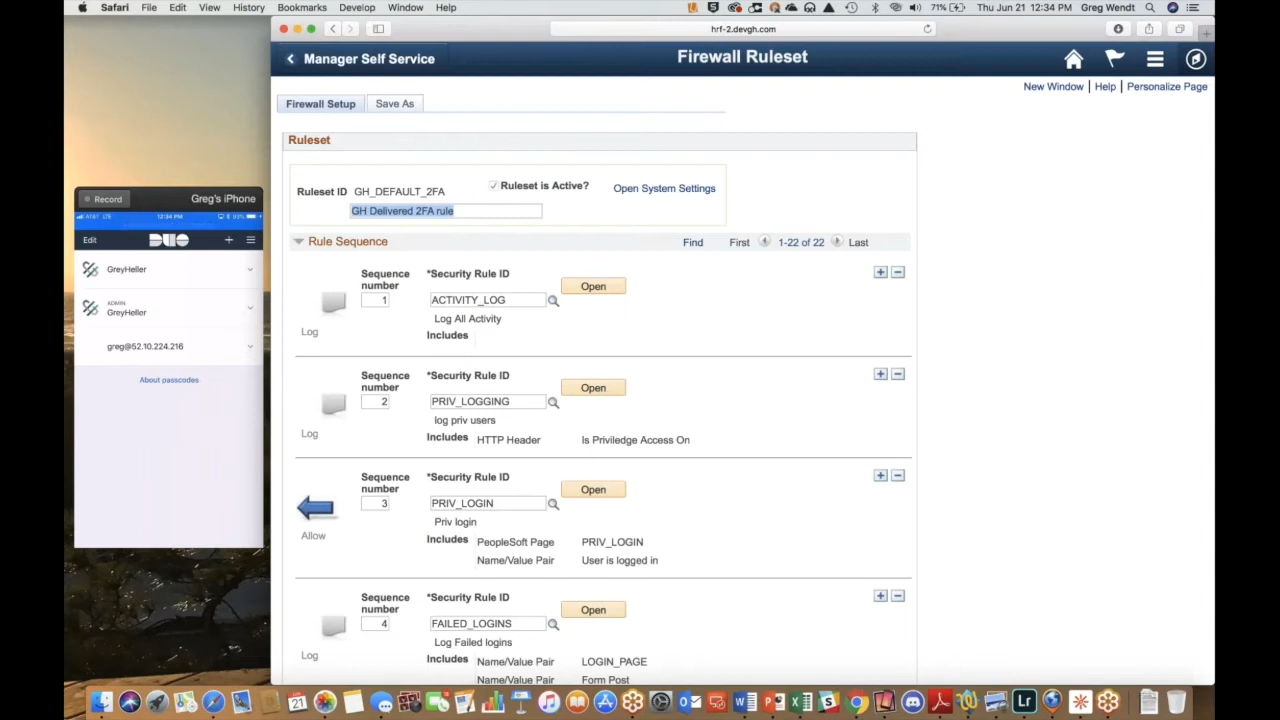 Safari File Edit View History Bookmarks Develop Window Help
71% Thu Jun 21 12:34 PM Greg Wendt
hrf-2.devgh.com
Manager Self Service
Firewall Ruleset
New Window | Help | Personalize Page
Firewall Setup
Save As
Ruleset
Ruleset ID GH_DEFAULT_2FA
Ruleset is Active?
Open System Settings
GH Delivered 2FA rule
Rule Sequence
Find First 1-22 of 22 Last
Sequence number
*Security Rule ID
1
ACTIVITY_LOG
Open
Log All Activity
Log
Includes
Sequence number
*Security Rule ID
2
PRIV_LOGGING
Open
log priv users
Log
Includes HTTP Header Is Priviledge Access On
Sequence number
*Security Rule ID
3
PRIV_LOGIN
Open
Priv login
Allow
Includes PeopleSoft Page PRIV_LOGIN
Name/Value Pair User is logged in
Sequence number
*Security Rule ID
4
FAILED_LOGINS
Open
Log Failed logins
Log
Includes Name/Value Pair LOGIN_PAGE
Name/Value Pair Form Post
Record
Greg's iPhone
AT&T LTE 12:34 PM 93%
Edit
DUO
GreyHeller
ADMIN
GreyHeller
greg@52.10.224.216
About passcodes
21
Lr